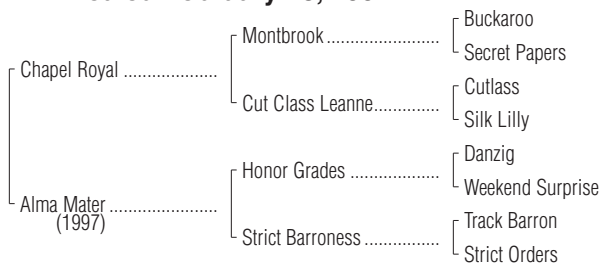 Buckaroo
Montbrook
Secret Papers
Chapel Royal
Cutlass
Cut Class Leanne
Silk Lilly
Danzig
Honor Grades
Weekend Surprise
Alma Mater
(1997)
Track Barron
Strict Barroness
Strict Orders